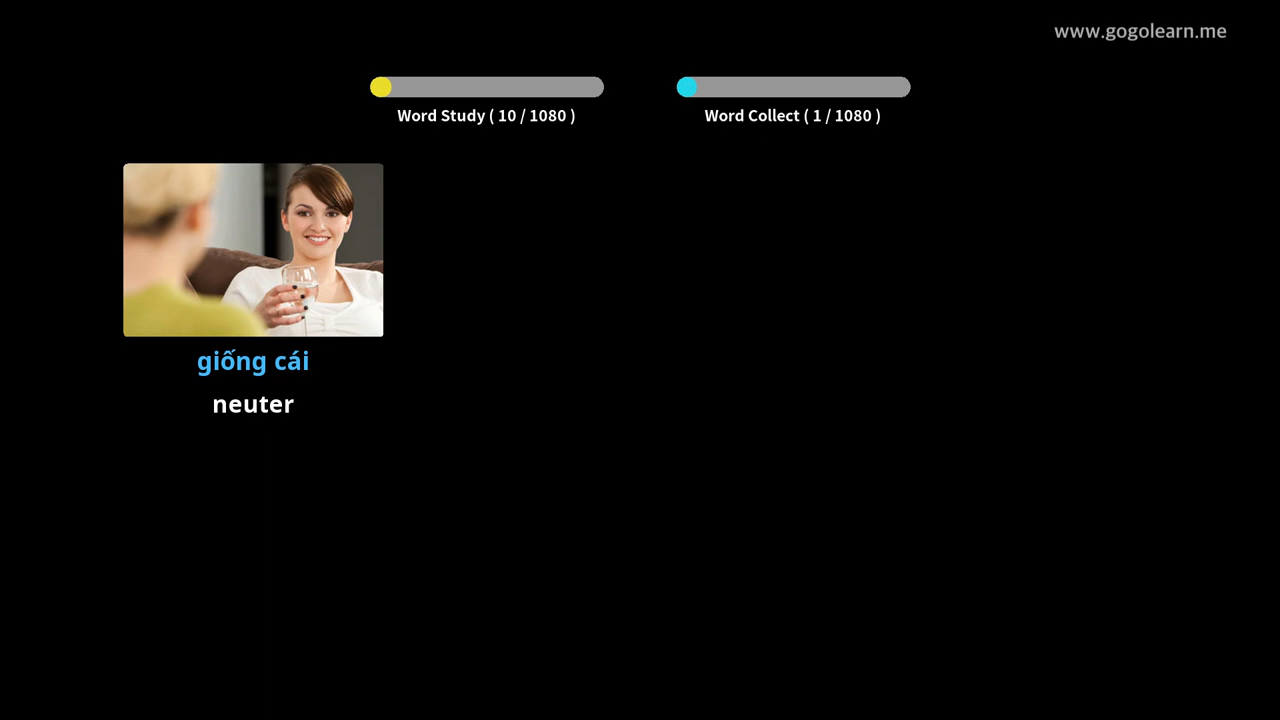 www.gogolearn.me
Word Study ( 10 / 1080 )
Word Collect ( 1 / 1080 )
giống cái
neuter